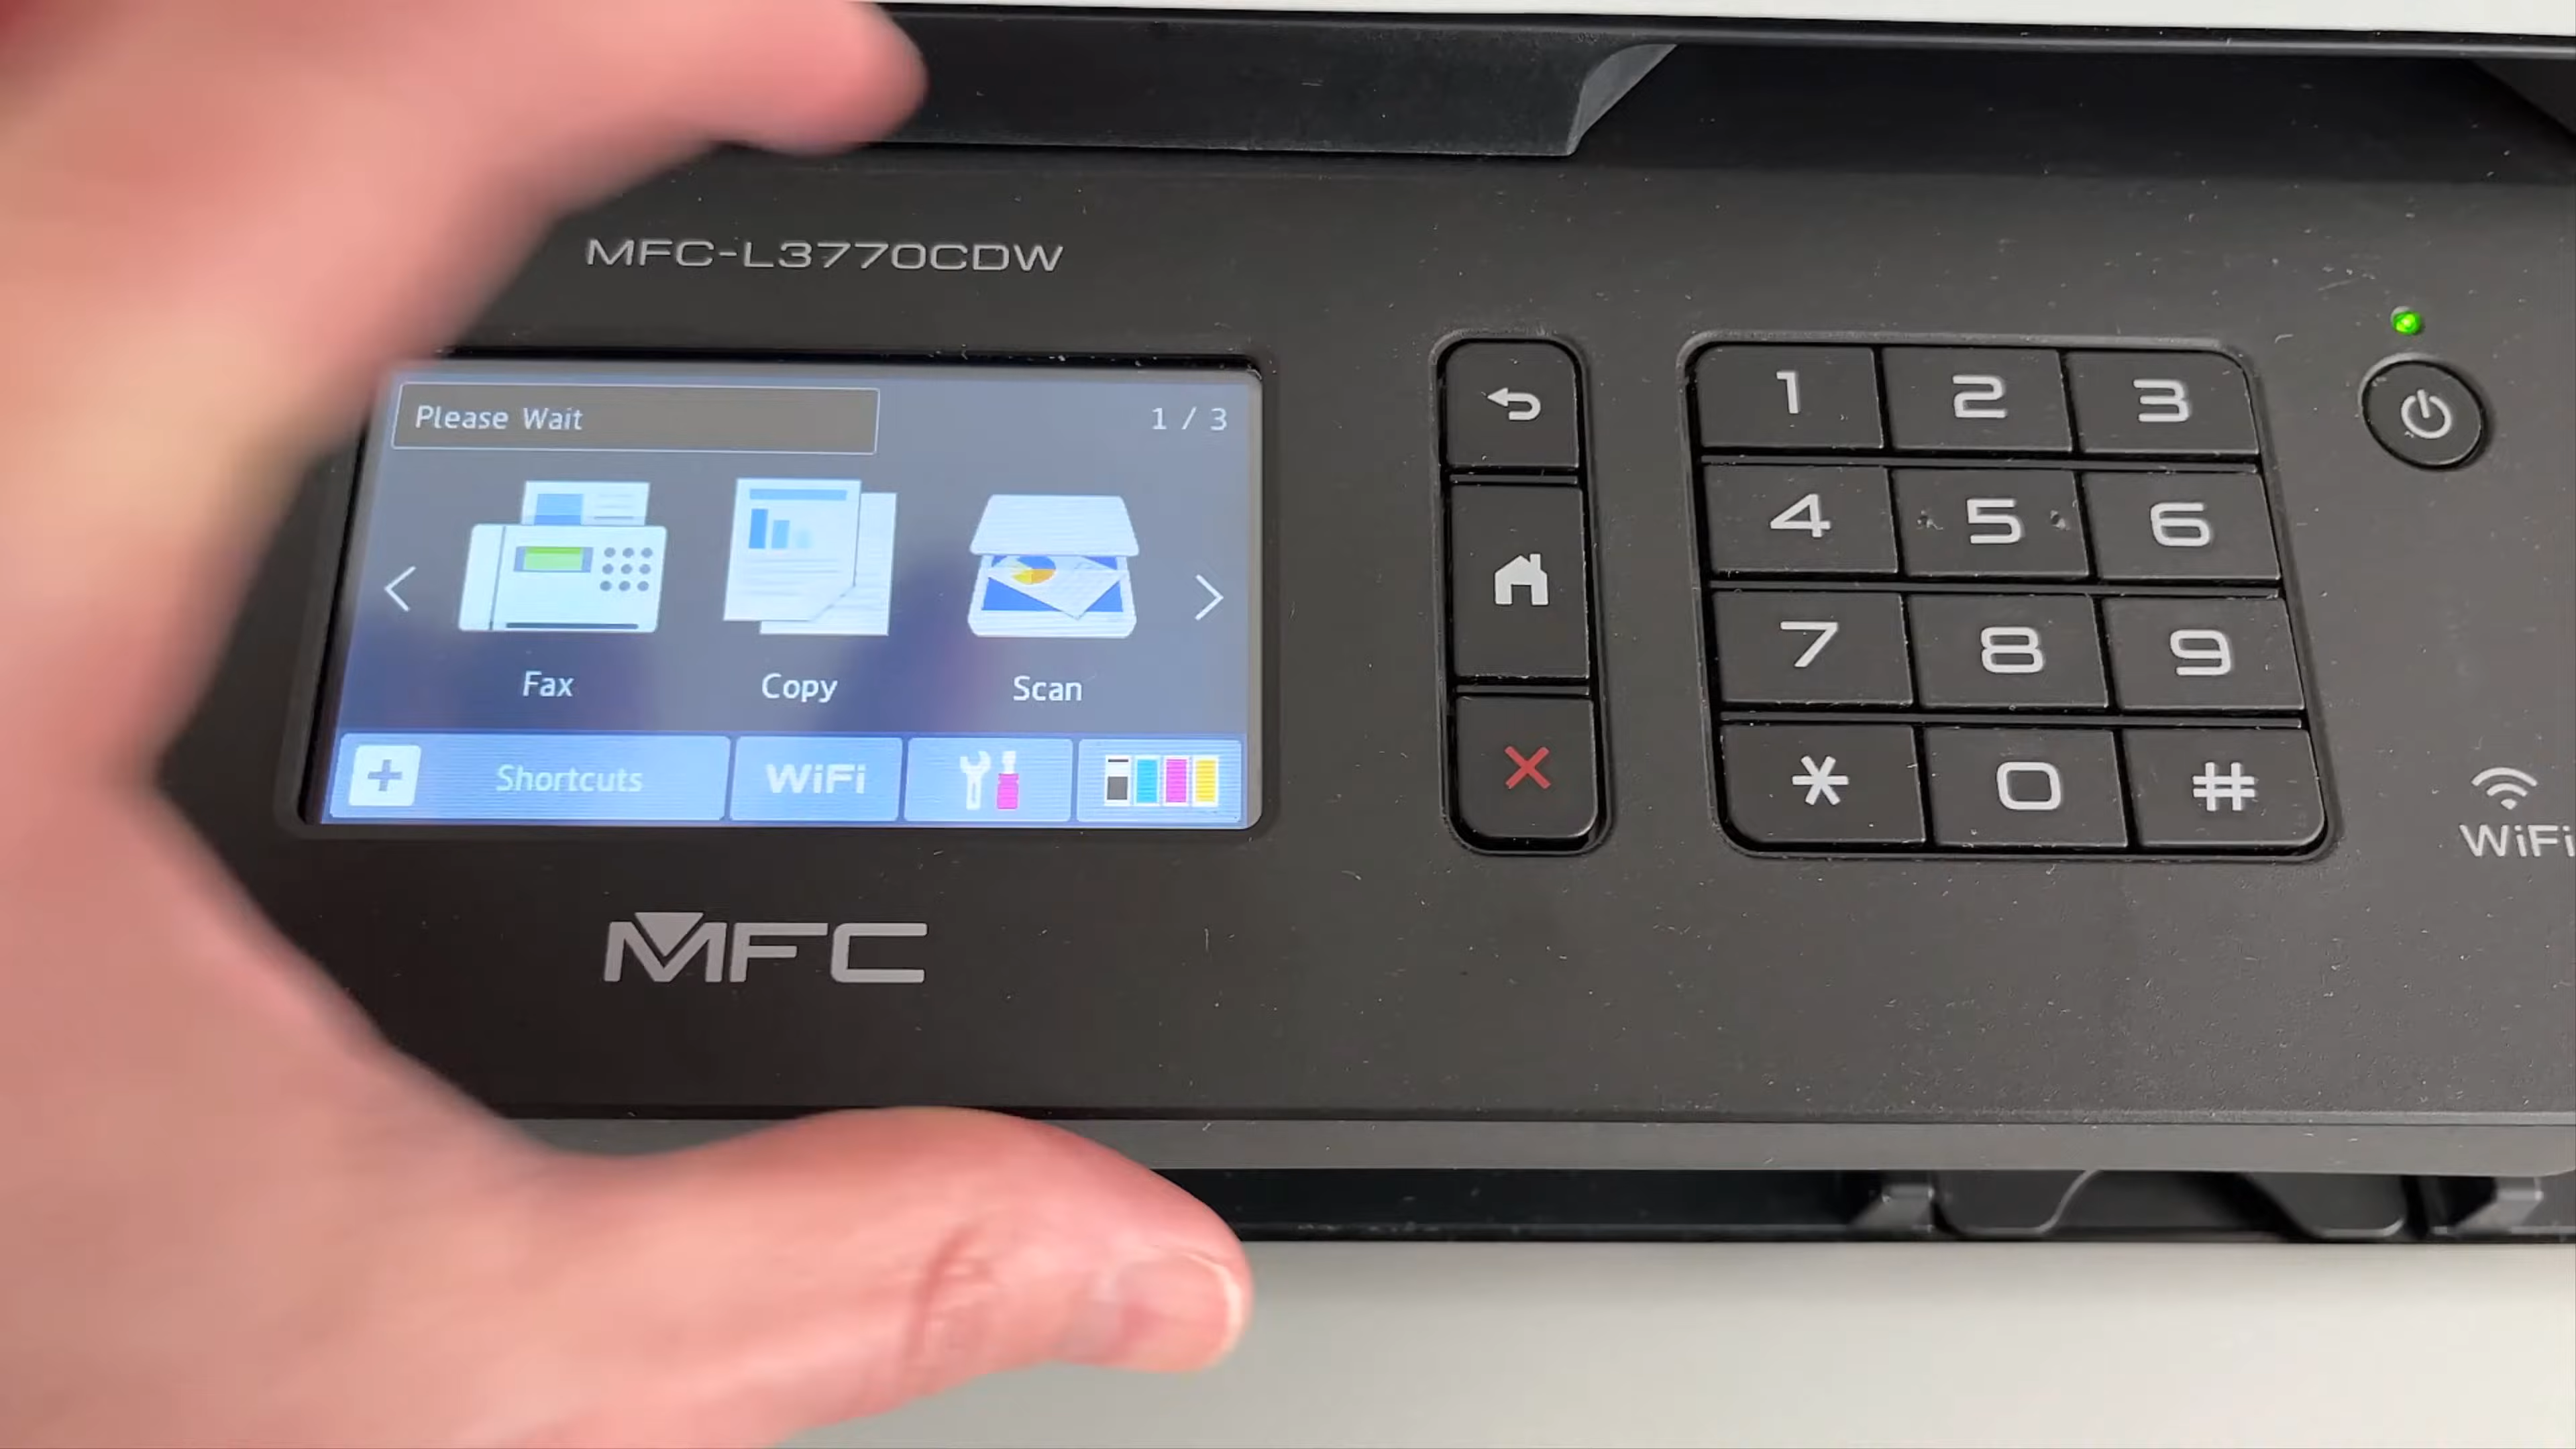 MFC-L3770CDW
Please Wait
1 / 3
Fax
Copy
Scan
Shortcuts
WiFi
1 2 3
4 5 6
7 8 9
* 0 #
WiFi
MFC